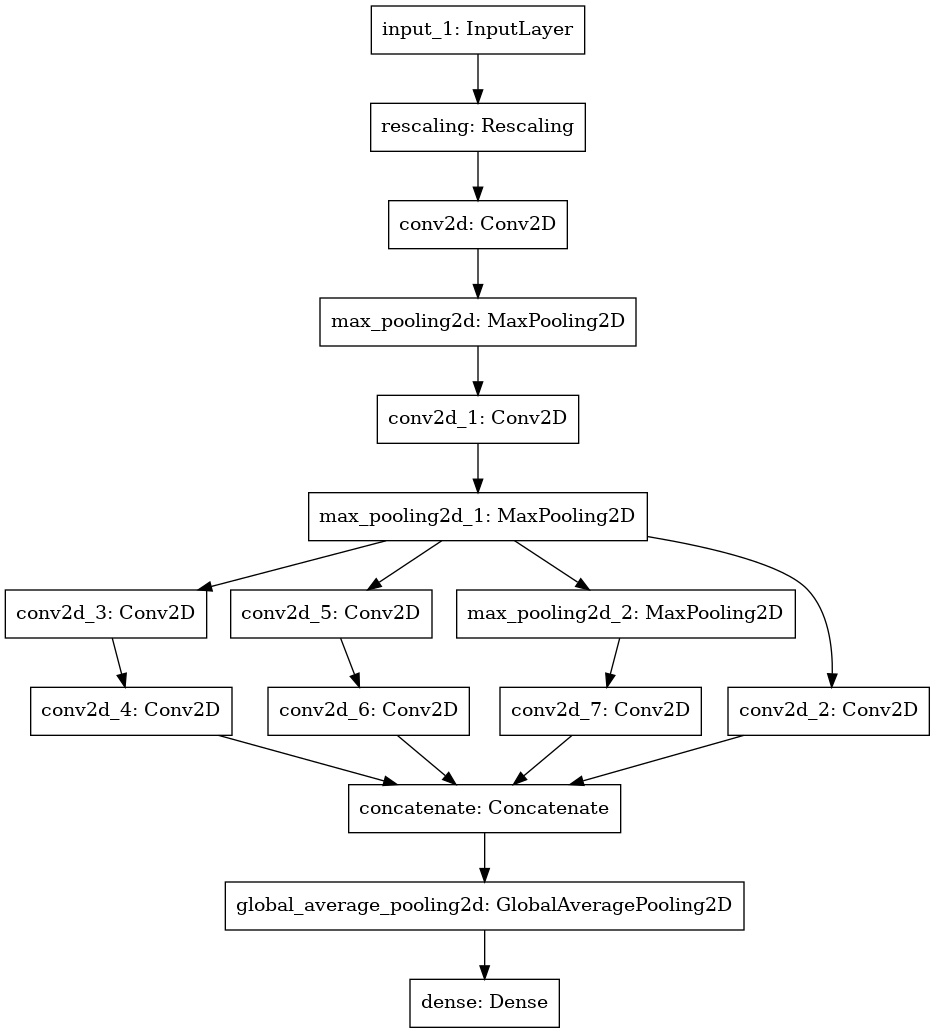 input_1: InputLayer
rescaling: Rescaling
conv2d: Conv2D
max_pooling2d: MaxPooling2D
conv2d_1: Conv2D
max_pooling2d_1: MaxPooling2D
conv2d_3: Conv2D
conv2d_5: Conv2D
max_pooling2d_2: MaxPooling2D
conv2d_4: Conv2D
conv2d_6: Conv2D
conv2d_7: Conv2D
conv2d_2: Conv2D
concatenate: Concatenate
global_average_pooling2d: GlobalAveragePooling2D
dense: Dense